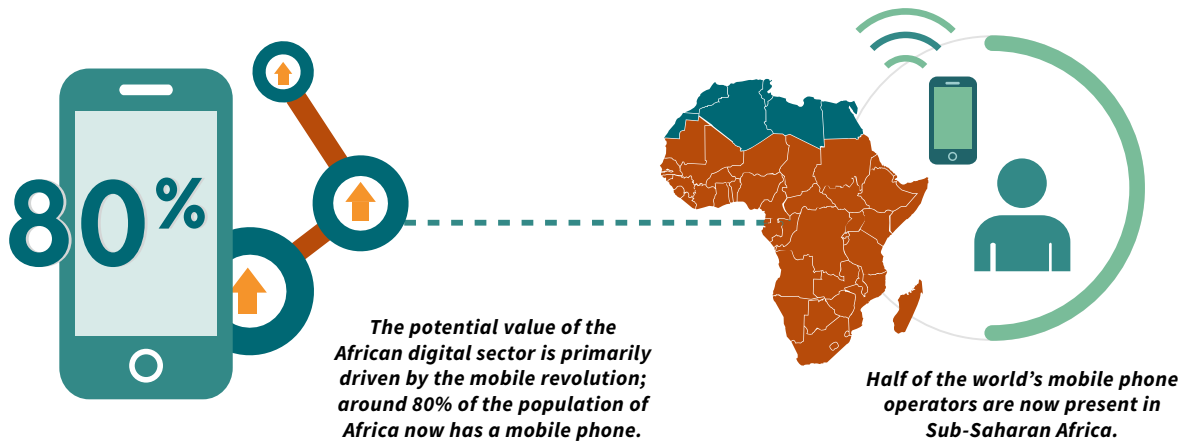 80%
The potential value of the
African digital sector is primarily
driven by the mobile revolution;
around 80% of the population of
Africa now has a mobile phone.
Half of the world’s mobile phone
operators are now present in
Sub-Saharan Africa.